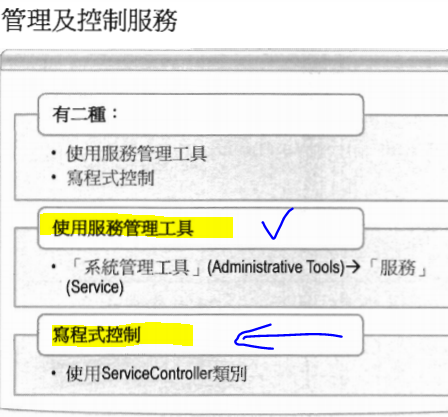 管理及控制服務
有二種：
• 使用服務管理工具
• 寫程式控制
使用服務管理工具
• 「系統管理工具」(Administrative Tools)→「服務」
(Service)
寫程式控制
• 使用ServiceController類別